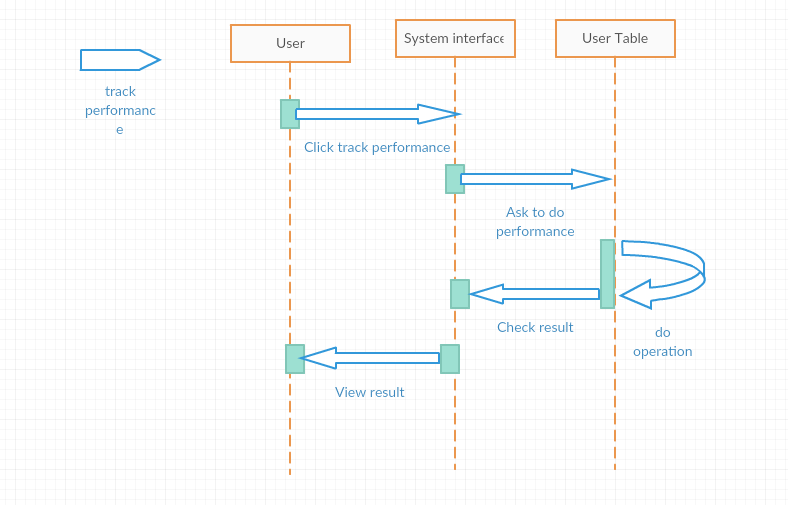 User
System interface
User Table
track
performanc
e
Click track performance
Ask to do
performance
Check result
do
operation
View result